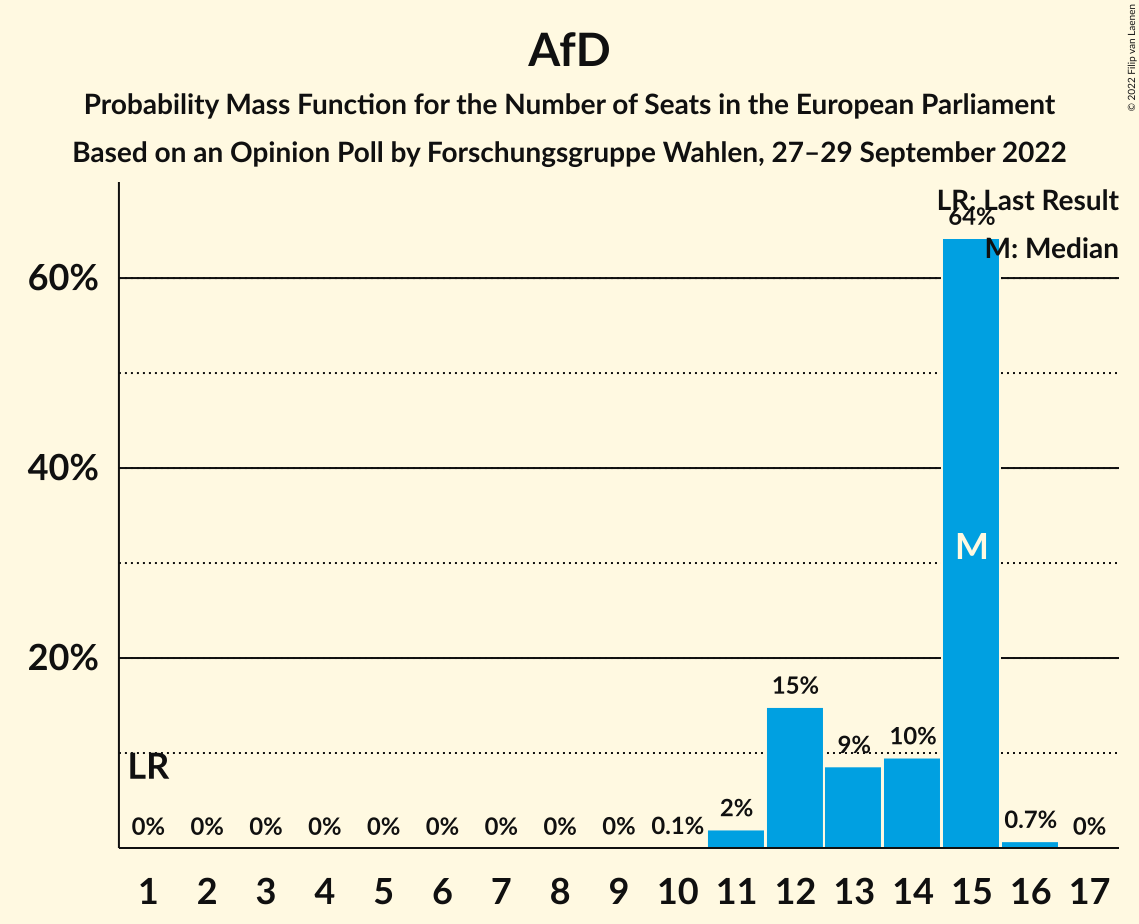 AfD
Probability Mass Function for the Number of Seats in the European Parliament
Based on an Opinion Poll by Forschungsgruppe Wahlen, 27–29 September 2022
© 2022 Filip van Laenen
LR: Last Result
M: Median
60%
40%
20%
LR
0% 0% 0% 0% 0% 0% 0% 0% 0% 0.1% 2% 15% 9% 10% 64% 0.7% 0%
M
1 2 3 4 5 6 7 8 9 10 11 12 13 14 15 16 17